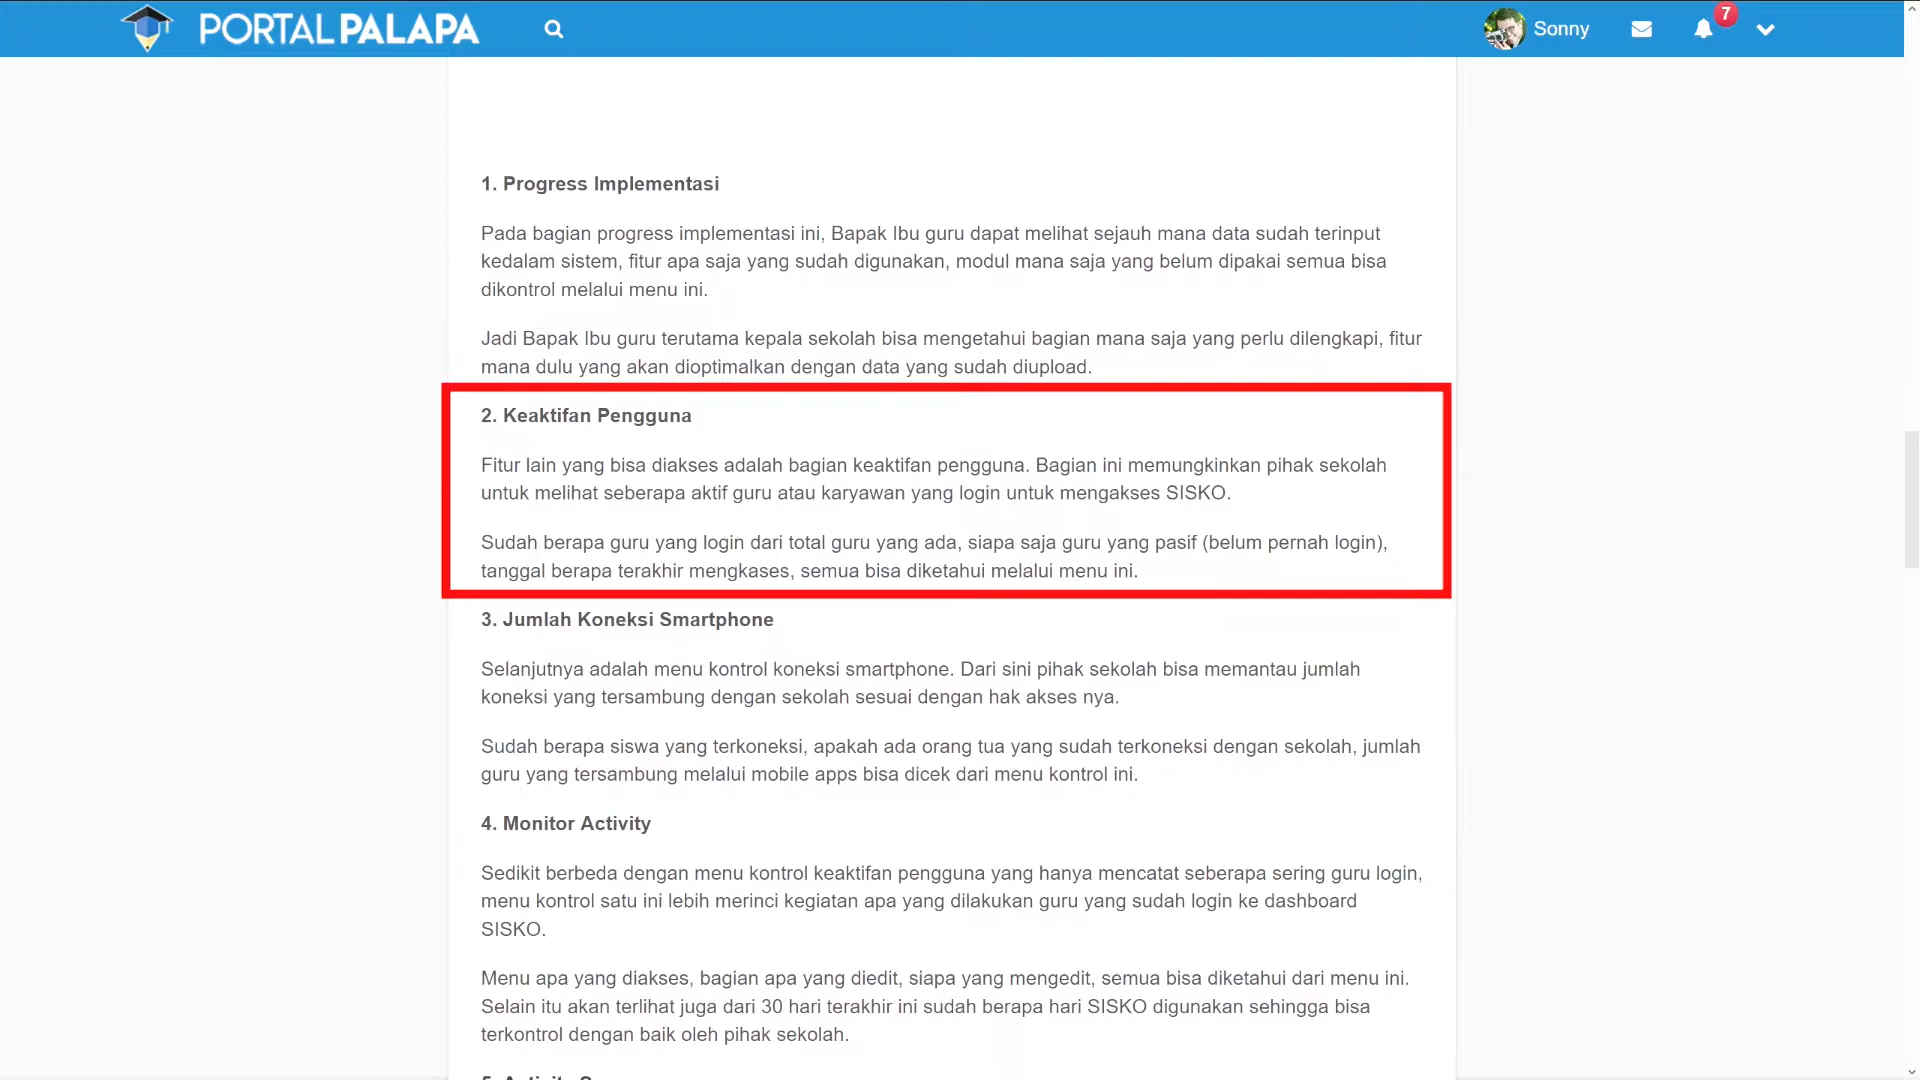 PORTAL PALAPA
Sonny
7
1. Progress Implementasi
Pada bagian progress implementasi ini, Bapak Ibu guru dapat melihat sejauh mana data sudah terinput
kedalam sistem, fitur apa saja yang sudah digunakan, modul mana saja yang belum dipakai semua bisa
dikontrol melalui menu ini.
Jadi Bapak Ibu guru terutama kepala sekolah bisa mengetahui bagian mana saja yang perlu dilengkapi, fitur
mana dulu yang akan dioptimalkan dengan data yang sudah diupload.
2. Keaktifan Pengguna
Fitur lain yang bisa diakses adalah bagian keaktifan pengguna. Bagian ini memungkinkan pihak sekolah
untuk melihat seberapa aktif guru atau karyawan yang login untuk mengakses SISKO.
Sudah berapa guru yang login dari total guru yang ada, siapa saja guru yang pasif (belum pernah login),
tanggal berapa terakhir mengkases, semua bisa diketahui melalui menu ini.
3. Jumlah Koneksi Smartphone
Selanjutnya adalah menu kontrol koneksi smartphone. Dari sini pihak sekolah bisa memantau jumlah
koneksi yang tersambung dengan sekolah sesuai dengan hak akses nya.
Sudah berapa siswa yang terkoneksi, apakah ada orang tua yang sudah terkoneksi dengan sekolah, jumlah
guru yang tersambung melalui mobile apps bisa dicek dari menu kontrol ini.
4. Monitor Activity
Sedikit berbeda dengan menu kontrol keaktifan pengguna yang hanya mencatat seberapa sering guru login,
menu kontrol satu ini lebih merinci kegiatan apa yang dilakukan guru yang sudah login ke dashboard
SISKO.
Menu apa yang diakses, bagian apa yang diedit, siapa yang mengedit, semua bisa diketahui dari menu ini.
Selain itu akan terlihat juga dari 30 hari terakhir ini sudah berapa hari SISKO digunakan sehingga bisa
terkontrol dengan baik oleh pihak sekolah.